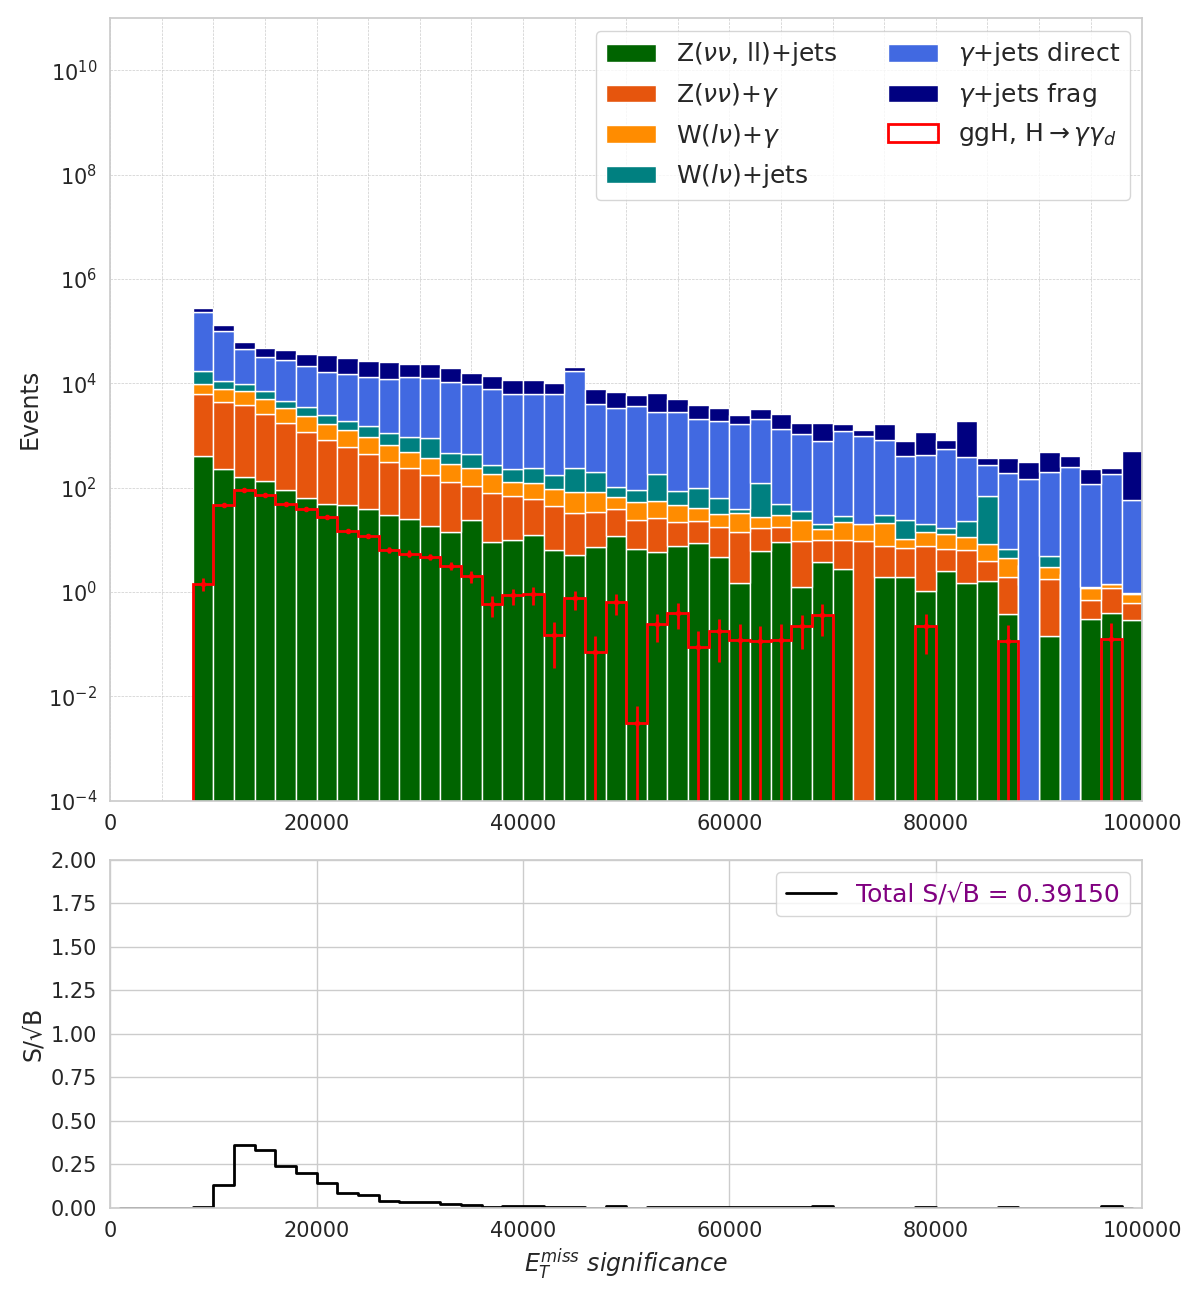 Z(νν, ll)+jets
Z(νν)+γ
W(lν)+γ
W(lν)+jets
γ+jets direct
γ+jets frag
ggH, H→γγ_d
Events
10^10
10^8
10^6
10^4
10^2
10^0
10^−2
10^−4
0 20000 40000 60000 80000 100000
Total S/√B = 0.39150
S/√B
2.00
1.75
1.50
1.25
1.00
0.75
0.50
0.25
0.00
0 20000 40000 60000 80000 100000
E_T^miss significance